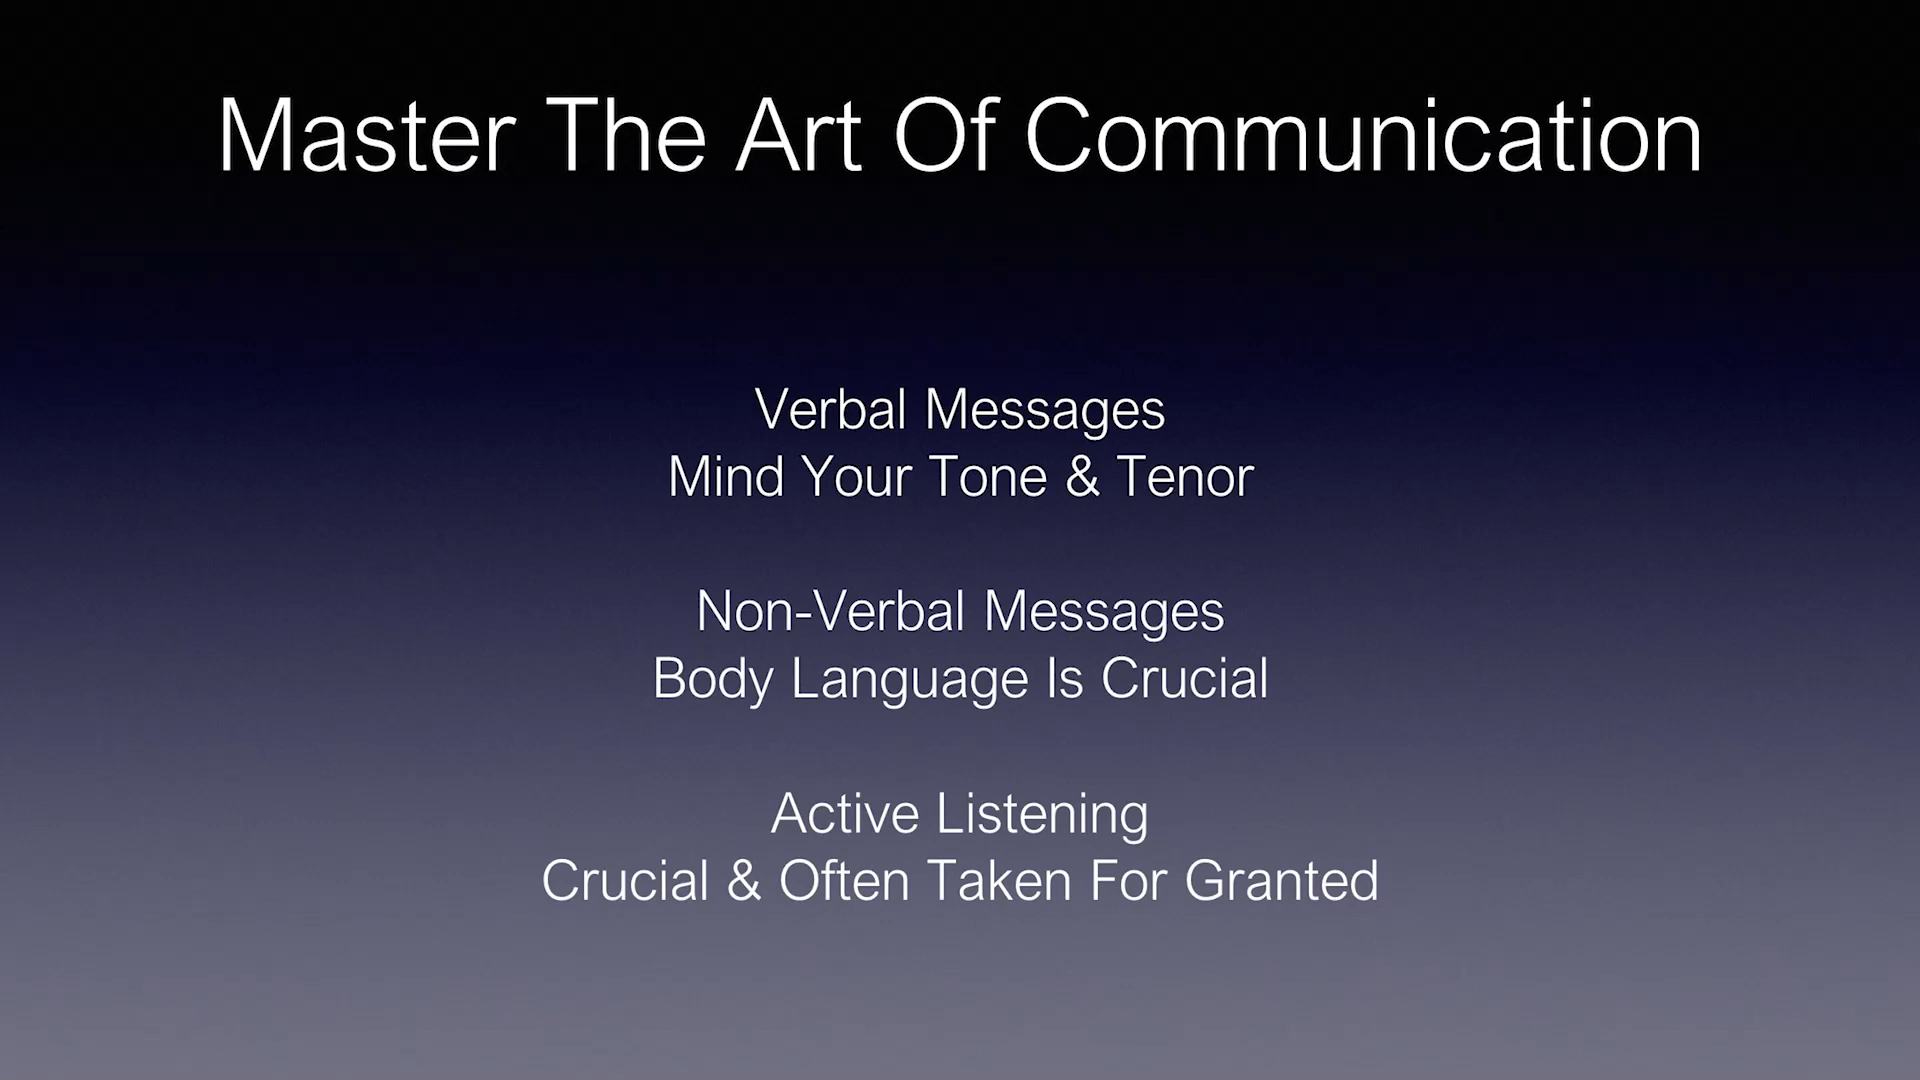 Master The Art Of Communication
Verbal Messages
Mind Your Tone & Tenor
Non-Verbal Messages
Body Language Is Crucial
Active Listening
Crucial & Often Taken For Granted